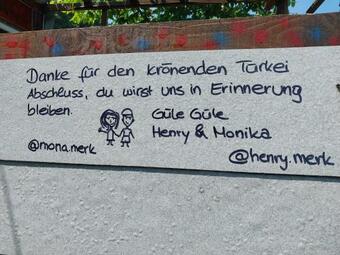 Danke für den krönenden Türkei
Abschluss, du wirst uns in Erinnerung
bleiben.
Güle Güle
Henry & Monika
@mona.merk
@henry.merk